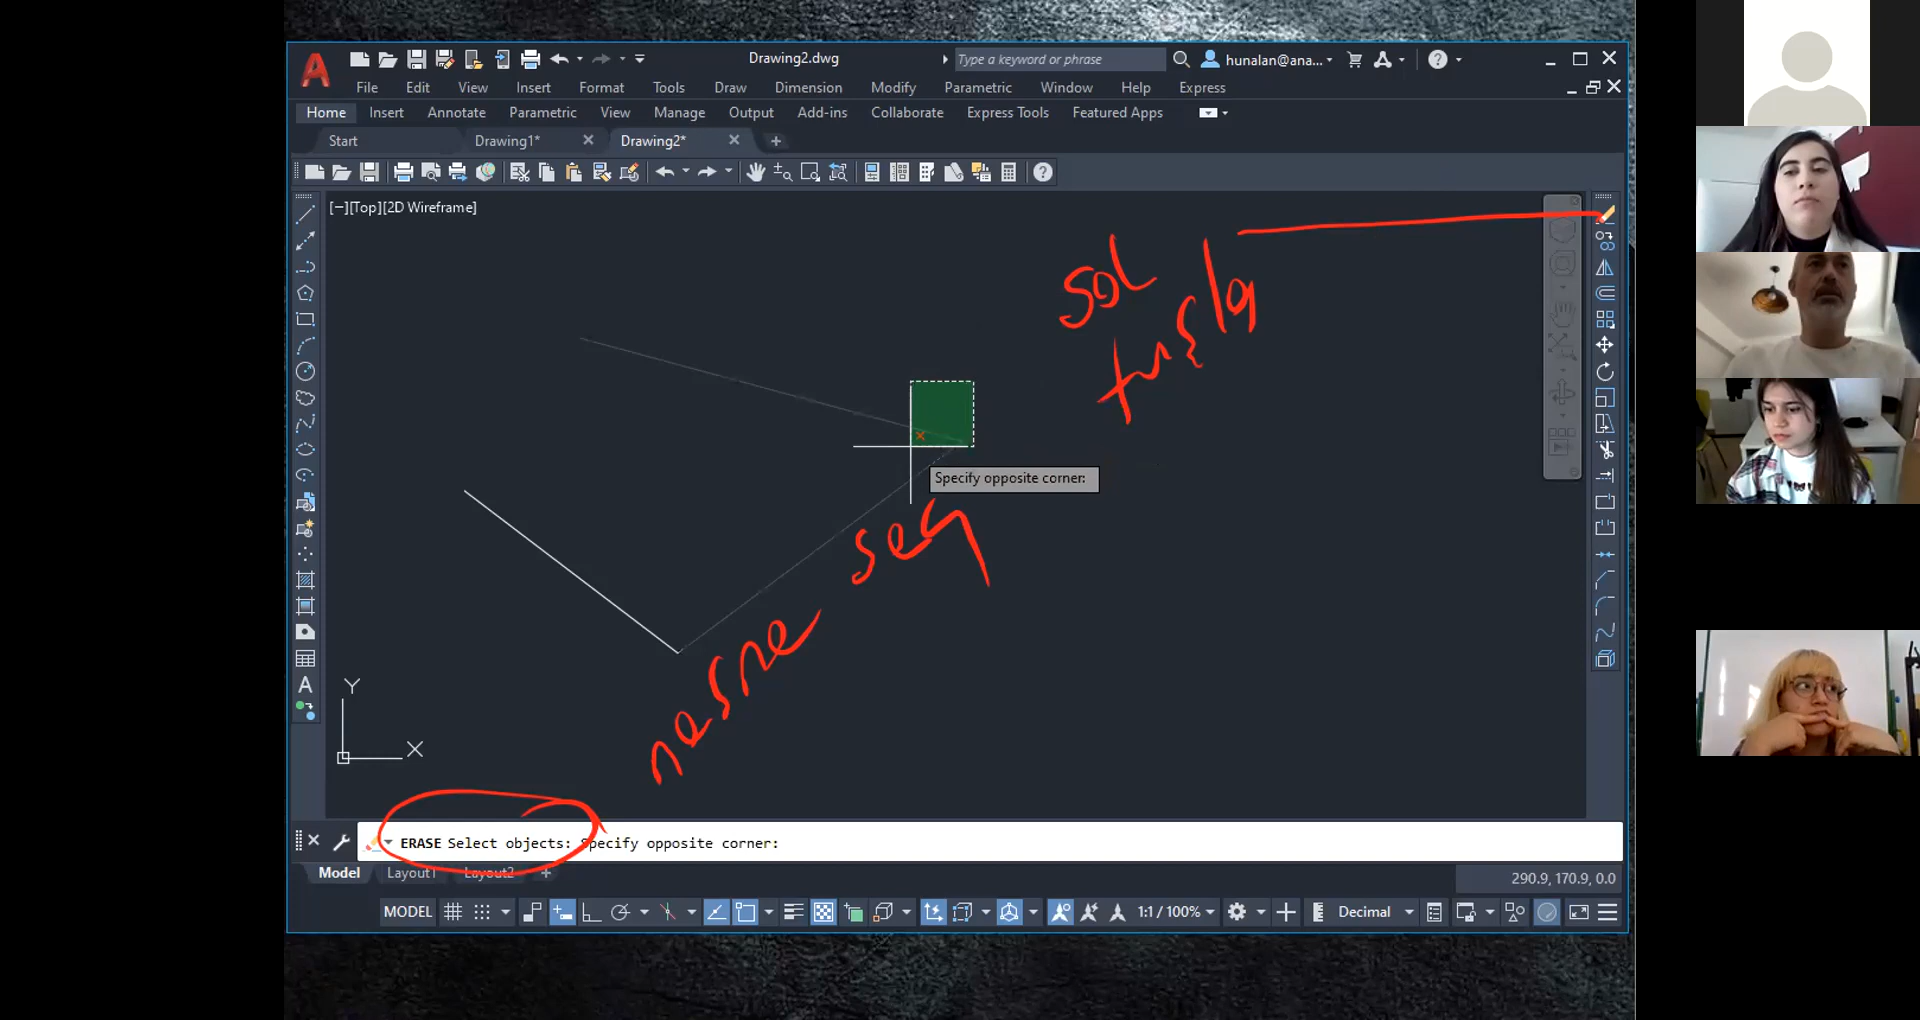 Drawing2.dwg
Type a keyword or phrase
hunalan@ana...
File Edit View Insert Format Tools Draw Dimension Modify Parametric Window Help Express
Home Insert Annotate Parametric View Manage Output Add-ins Collaborate Express Tools Featured Apps
Start Drawing1* Drawing2*
[−][Top][2D Wireframe]
sol
tuşla
Specify opposite corner:
nesne seç
Y
X
ERASE Select objects: Specify opposite corner:
Model Layout1 Layout2 +
290.9, 170.9, 0.0
MODEL 1:1 / 100% Decimal